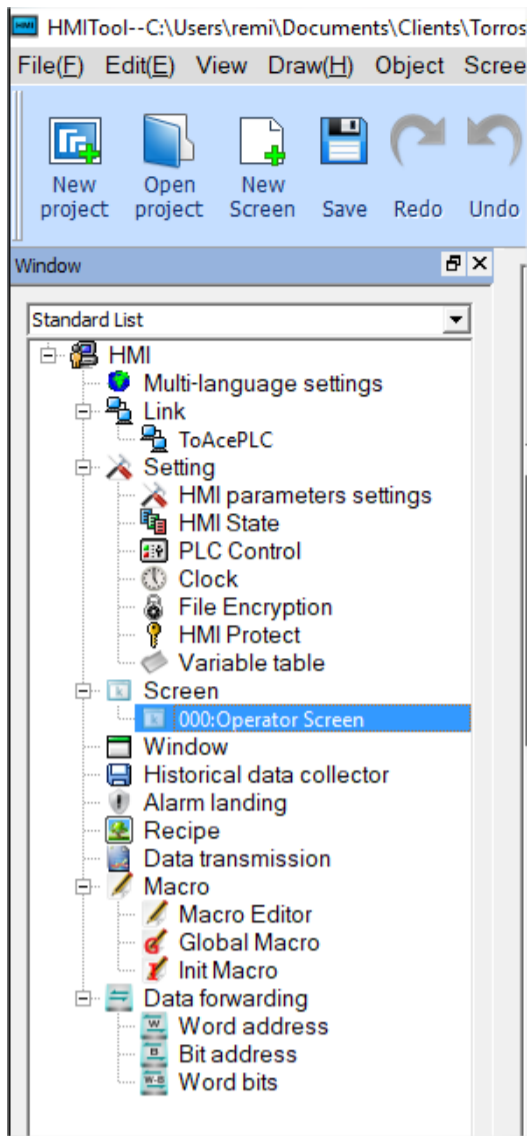 HMITool--C:\Users\remi\Documents\Clients\Torros
File(F) Edit(E) View Draw(H) Object Scree
New project Open project New Screen Save Redo Undo
Window
Standard List
HMI
Multi-language settings
Link
ToAcePLC
Setting
HMI parameters settings
HMI State
PLC Control
Clock
File Encryption
HMI Protect
Variable table
Screen
000:Operator Screen
Window
Historical data collector
Alarm landing
Recipe
Data transmission
Macro
Macro Editor
Global Macro
Init Macro
Data forwarding
Word address
Bit address
Word bits